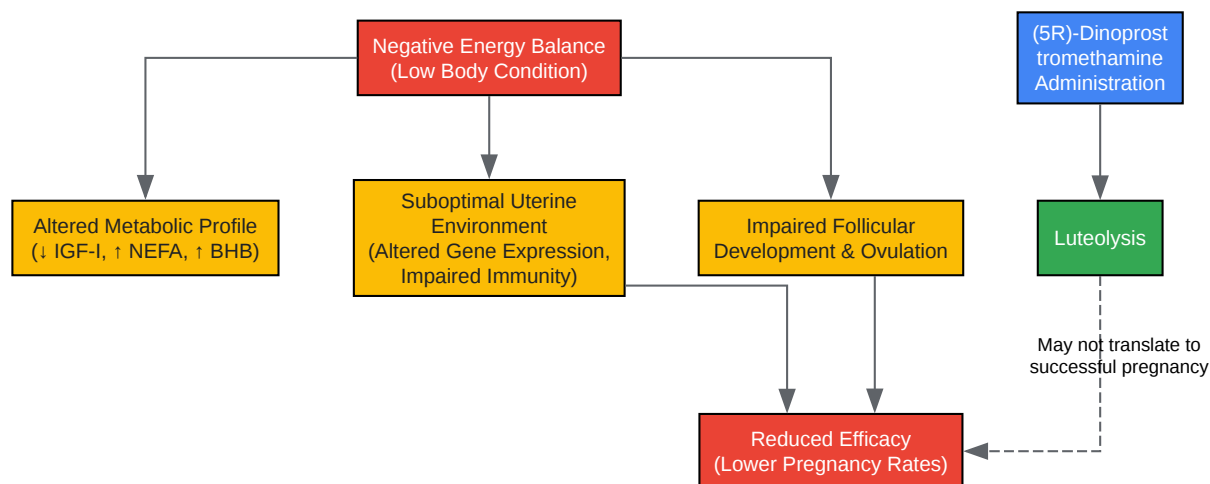 Negative Energy Balance
(Low Body Condition)
(5R)-Dinoprost
tromethamine
Administration
Altered Metabolic Profile
(↓ IGF-I, ↑ NEFA, ↑ BHB)
Suboptimal Uterine
Environment
(Altered Gene Expression,
Impaired Immunity)
Impaired Follicular
Development & Ovulation
Luteolysis
May not translate to
successful pregnancy
Reduced Efficacy
(Lower Pregnancy Rates)